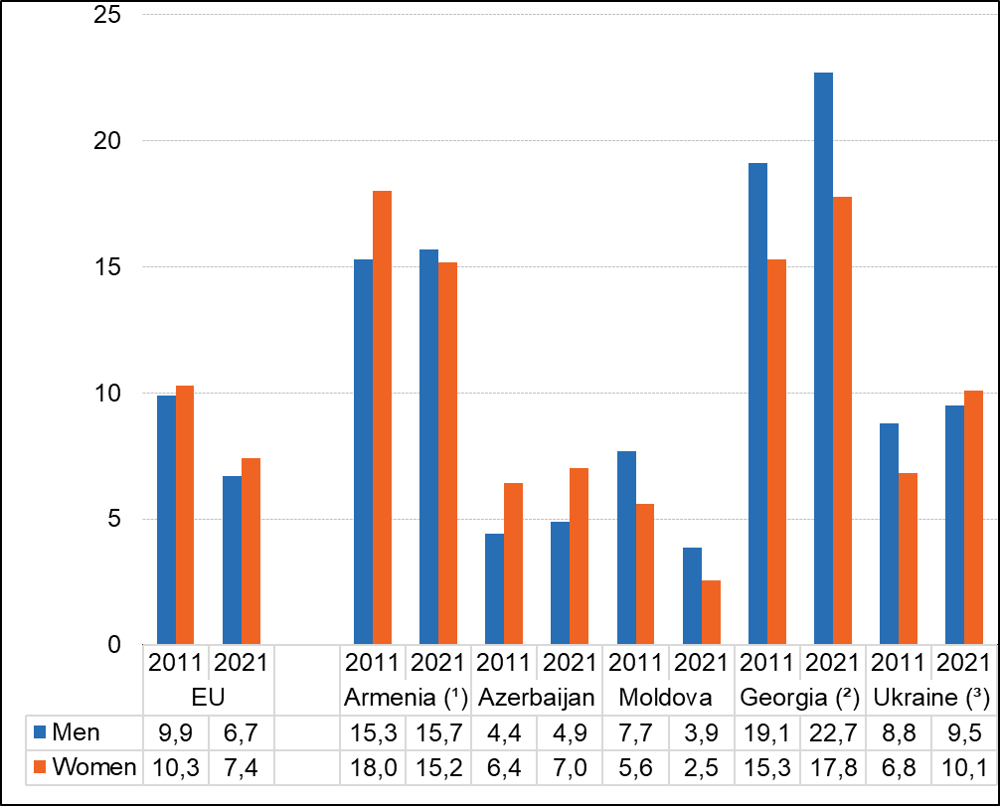 25
20
15
10
5
0
2011 2021 2011 2021 2011 2021 2011 2021 2011 2021 2011 2021
EU Armenia (¹) Azerbaijan Moldova Georgia (²) Ukraine (³)
Men 9,9 6,7 15,3 15,7 4,4 4,9 7,7 3,9 19,1 22,7 8,8 9,5
Women 10,3 7,4 18,0 15,2 6,4 7,0 5,6 2,5 15,3 17,8 6,8 10,1